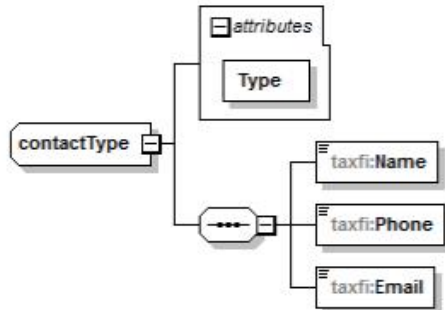 attributes
Type
contactType
taxfi:Name
taxfi:Phone
taxfi:Email